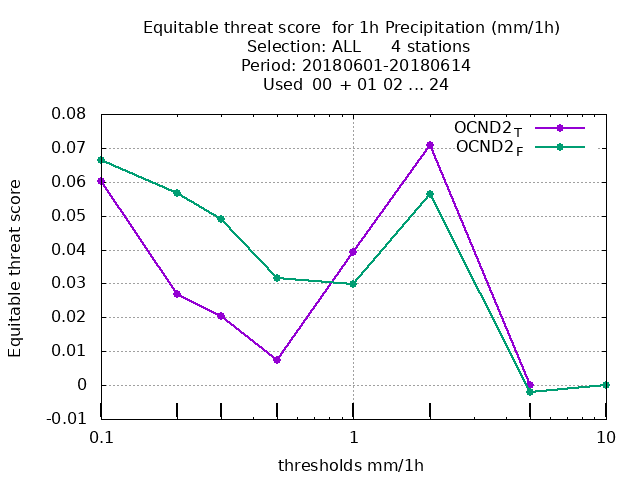 Equitable threat score  for 1h Precipitation (mm/1h)
Selection: ALL      4 stations
Period: 20180601-20180614
Used  00  + 01 02 ... 24
OCND2T
OCND2F
0.08
0.07
0.06
0.05
0.04
0.03
0.02
0.01
0
-0.01
Equitable threat score
0.1 1 10
thresholds mm/1h